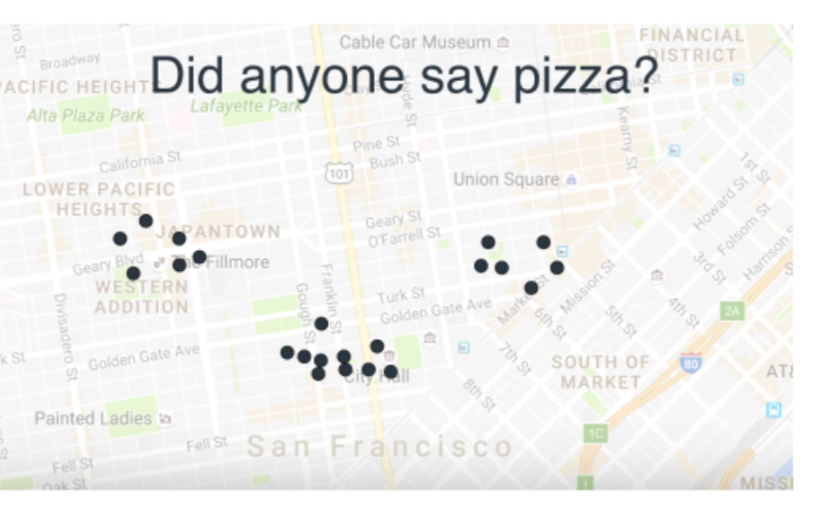 Did anyone say pizza?
Cable Car Museum
FINANCIAL
DISTRICT
Broadway
PACIFIC HEIGHT
Alta Plaza Park
Lafayette Park
Hyde St
Kearny St
Pine St
Bush St
California St
101
Union Square
1st St
LOWER PACIFIC
HEIGHTS
Howard St
Folsom St
Harrison S
JAPANTOWN
Geary St
O'Farrell St
Geary Blvd
The Fillmore
3rd St
WESTERN
ADDITION
Divisadero St
Gough St
Franklin St
Turk St
Golden Gate Ave
Market St
Mission St
4th St
5th St
6th St
7th St
8th St
2A
k St
Golden Gate Ave
City Hall
SOUTH OF
MARKET
80
AT&
Painted Ladies
Fell St
San Francisco
1C
Fell St
Oak St
1
MISSI